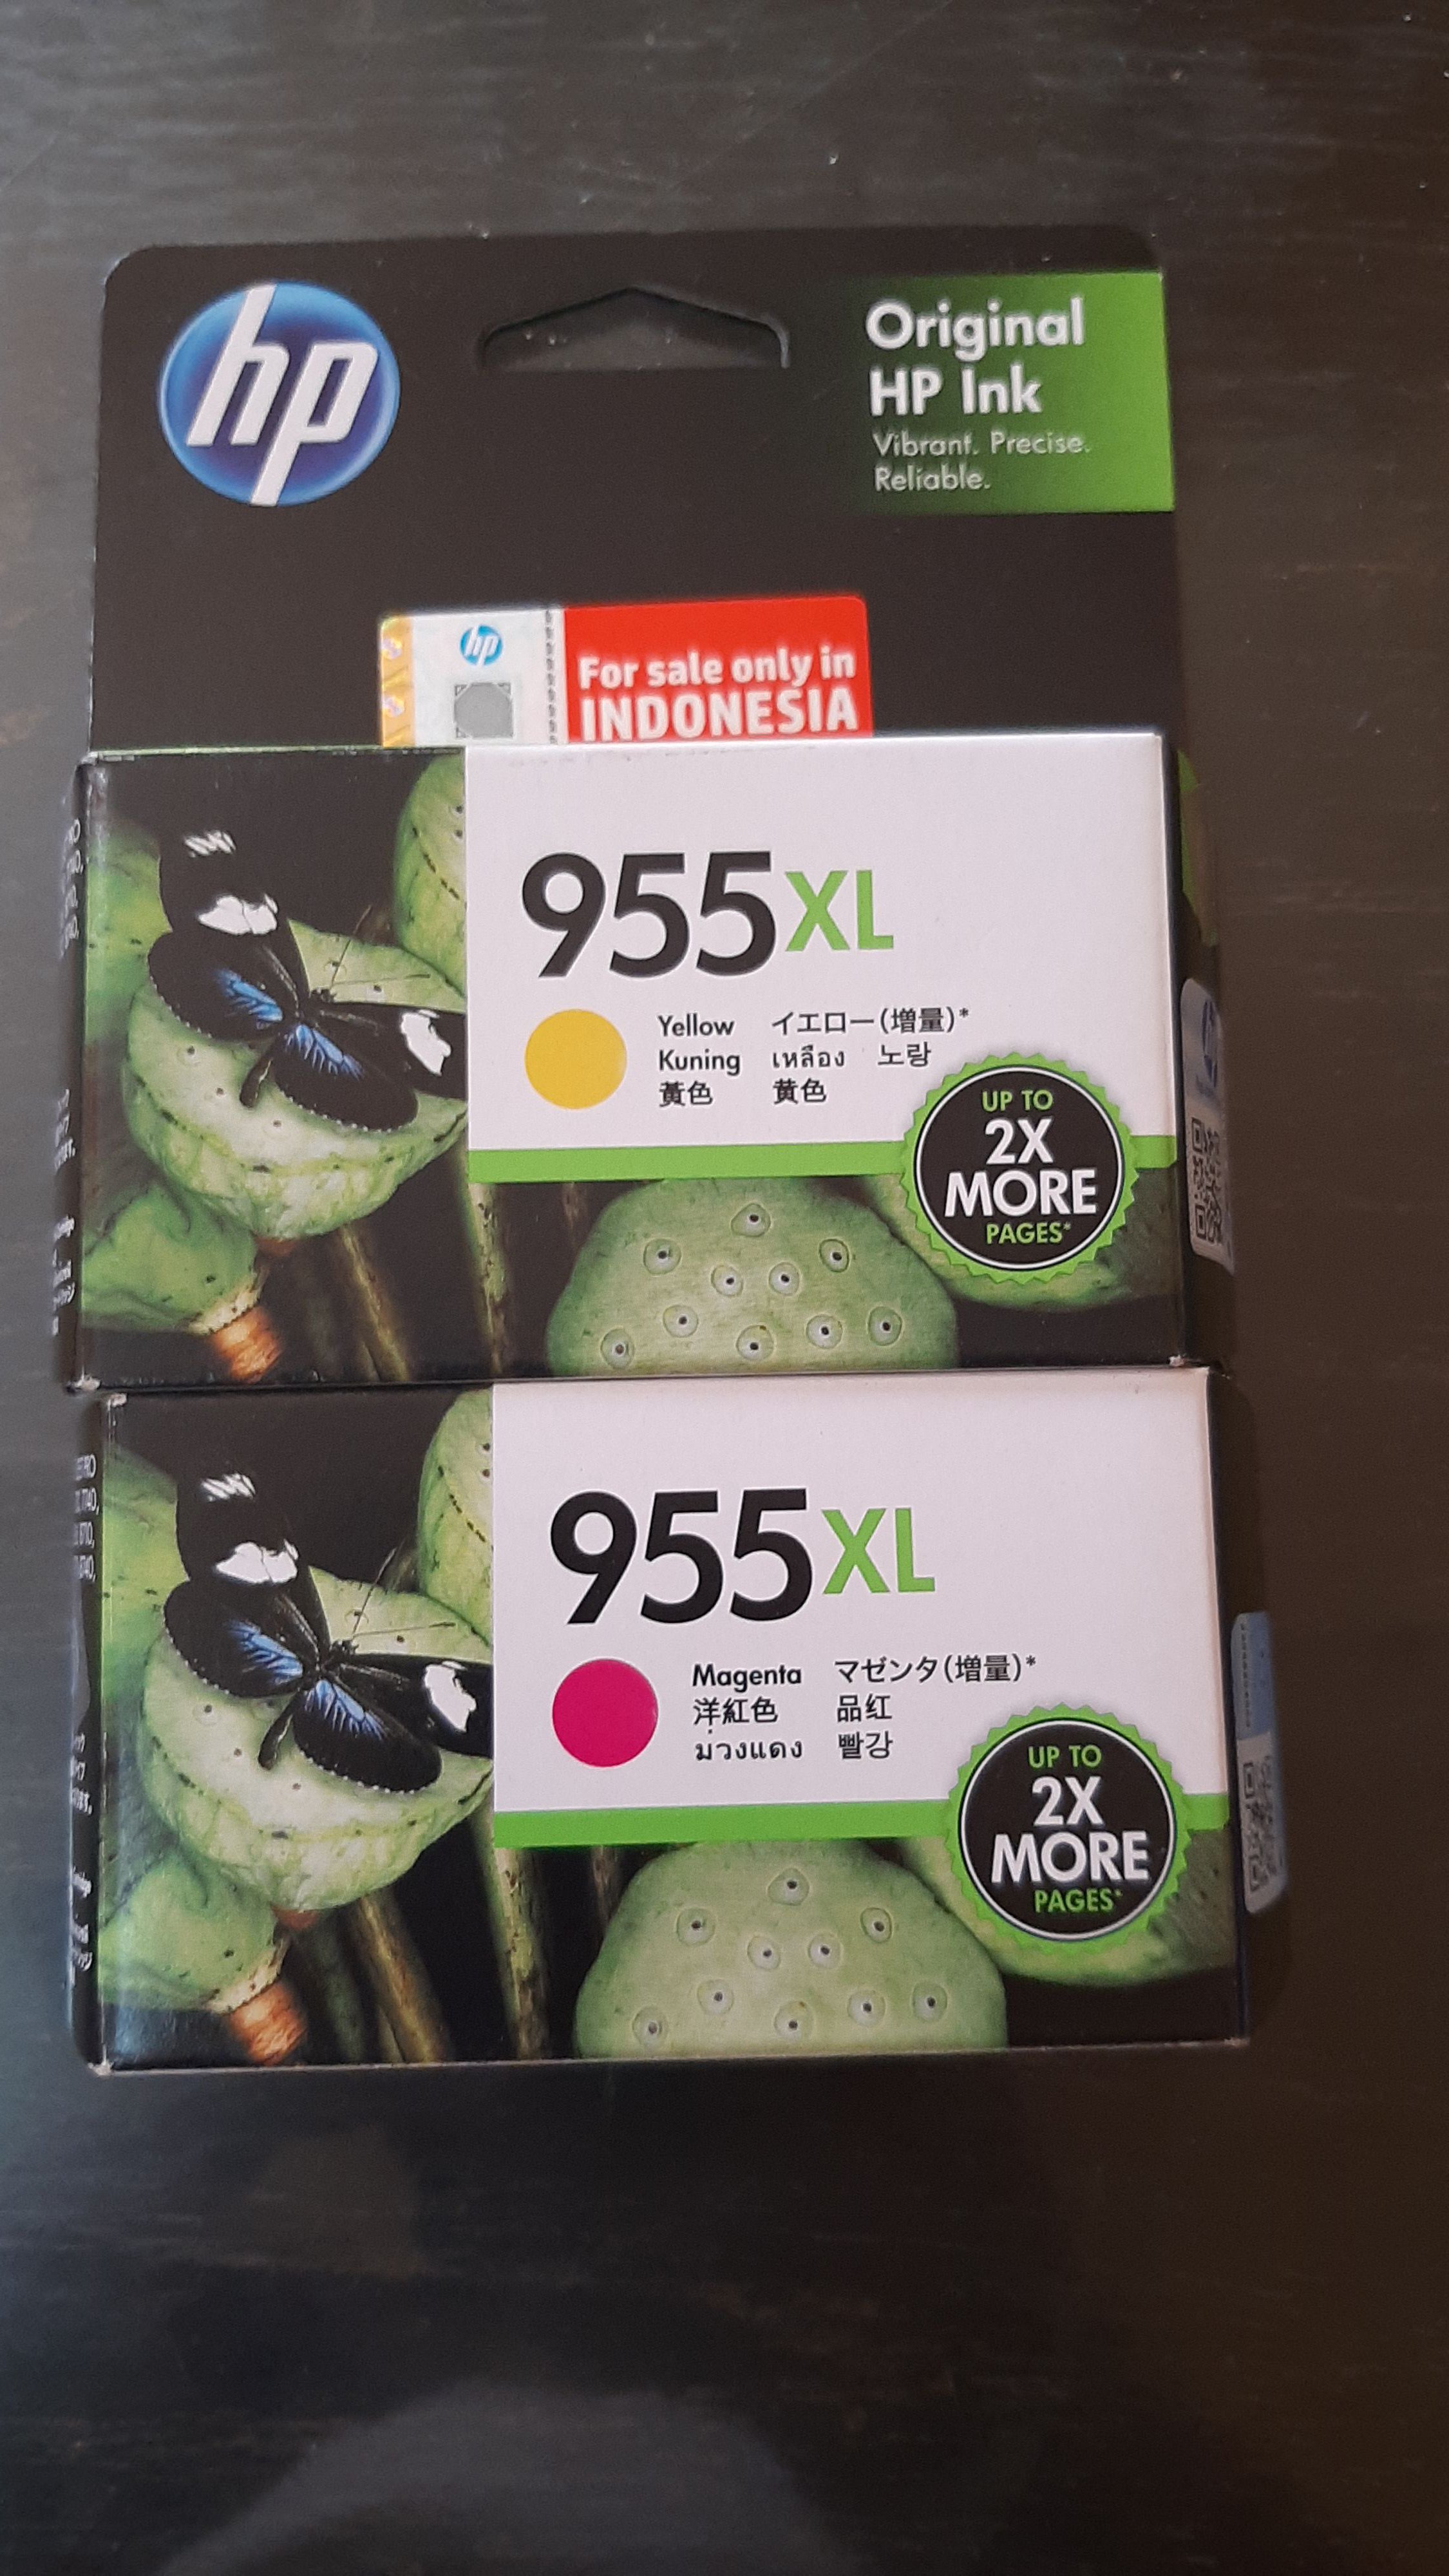 hp
Original
HP Ink
Vibrant. Precise.
Reliable.
hp
For sale only in
INDONESIA
955XL
Yellow イエロー(増量)*
Kuning เหลือง 노랑
黃色 黄色
UP TO
2X
MORE
PAGES*
955XL
Magenta マゼンタ(増量)*
洋紅色 品红
ม่วงแดง 빨강
UP TO
2X
MORE
PAGES*